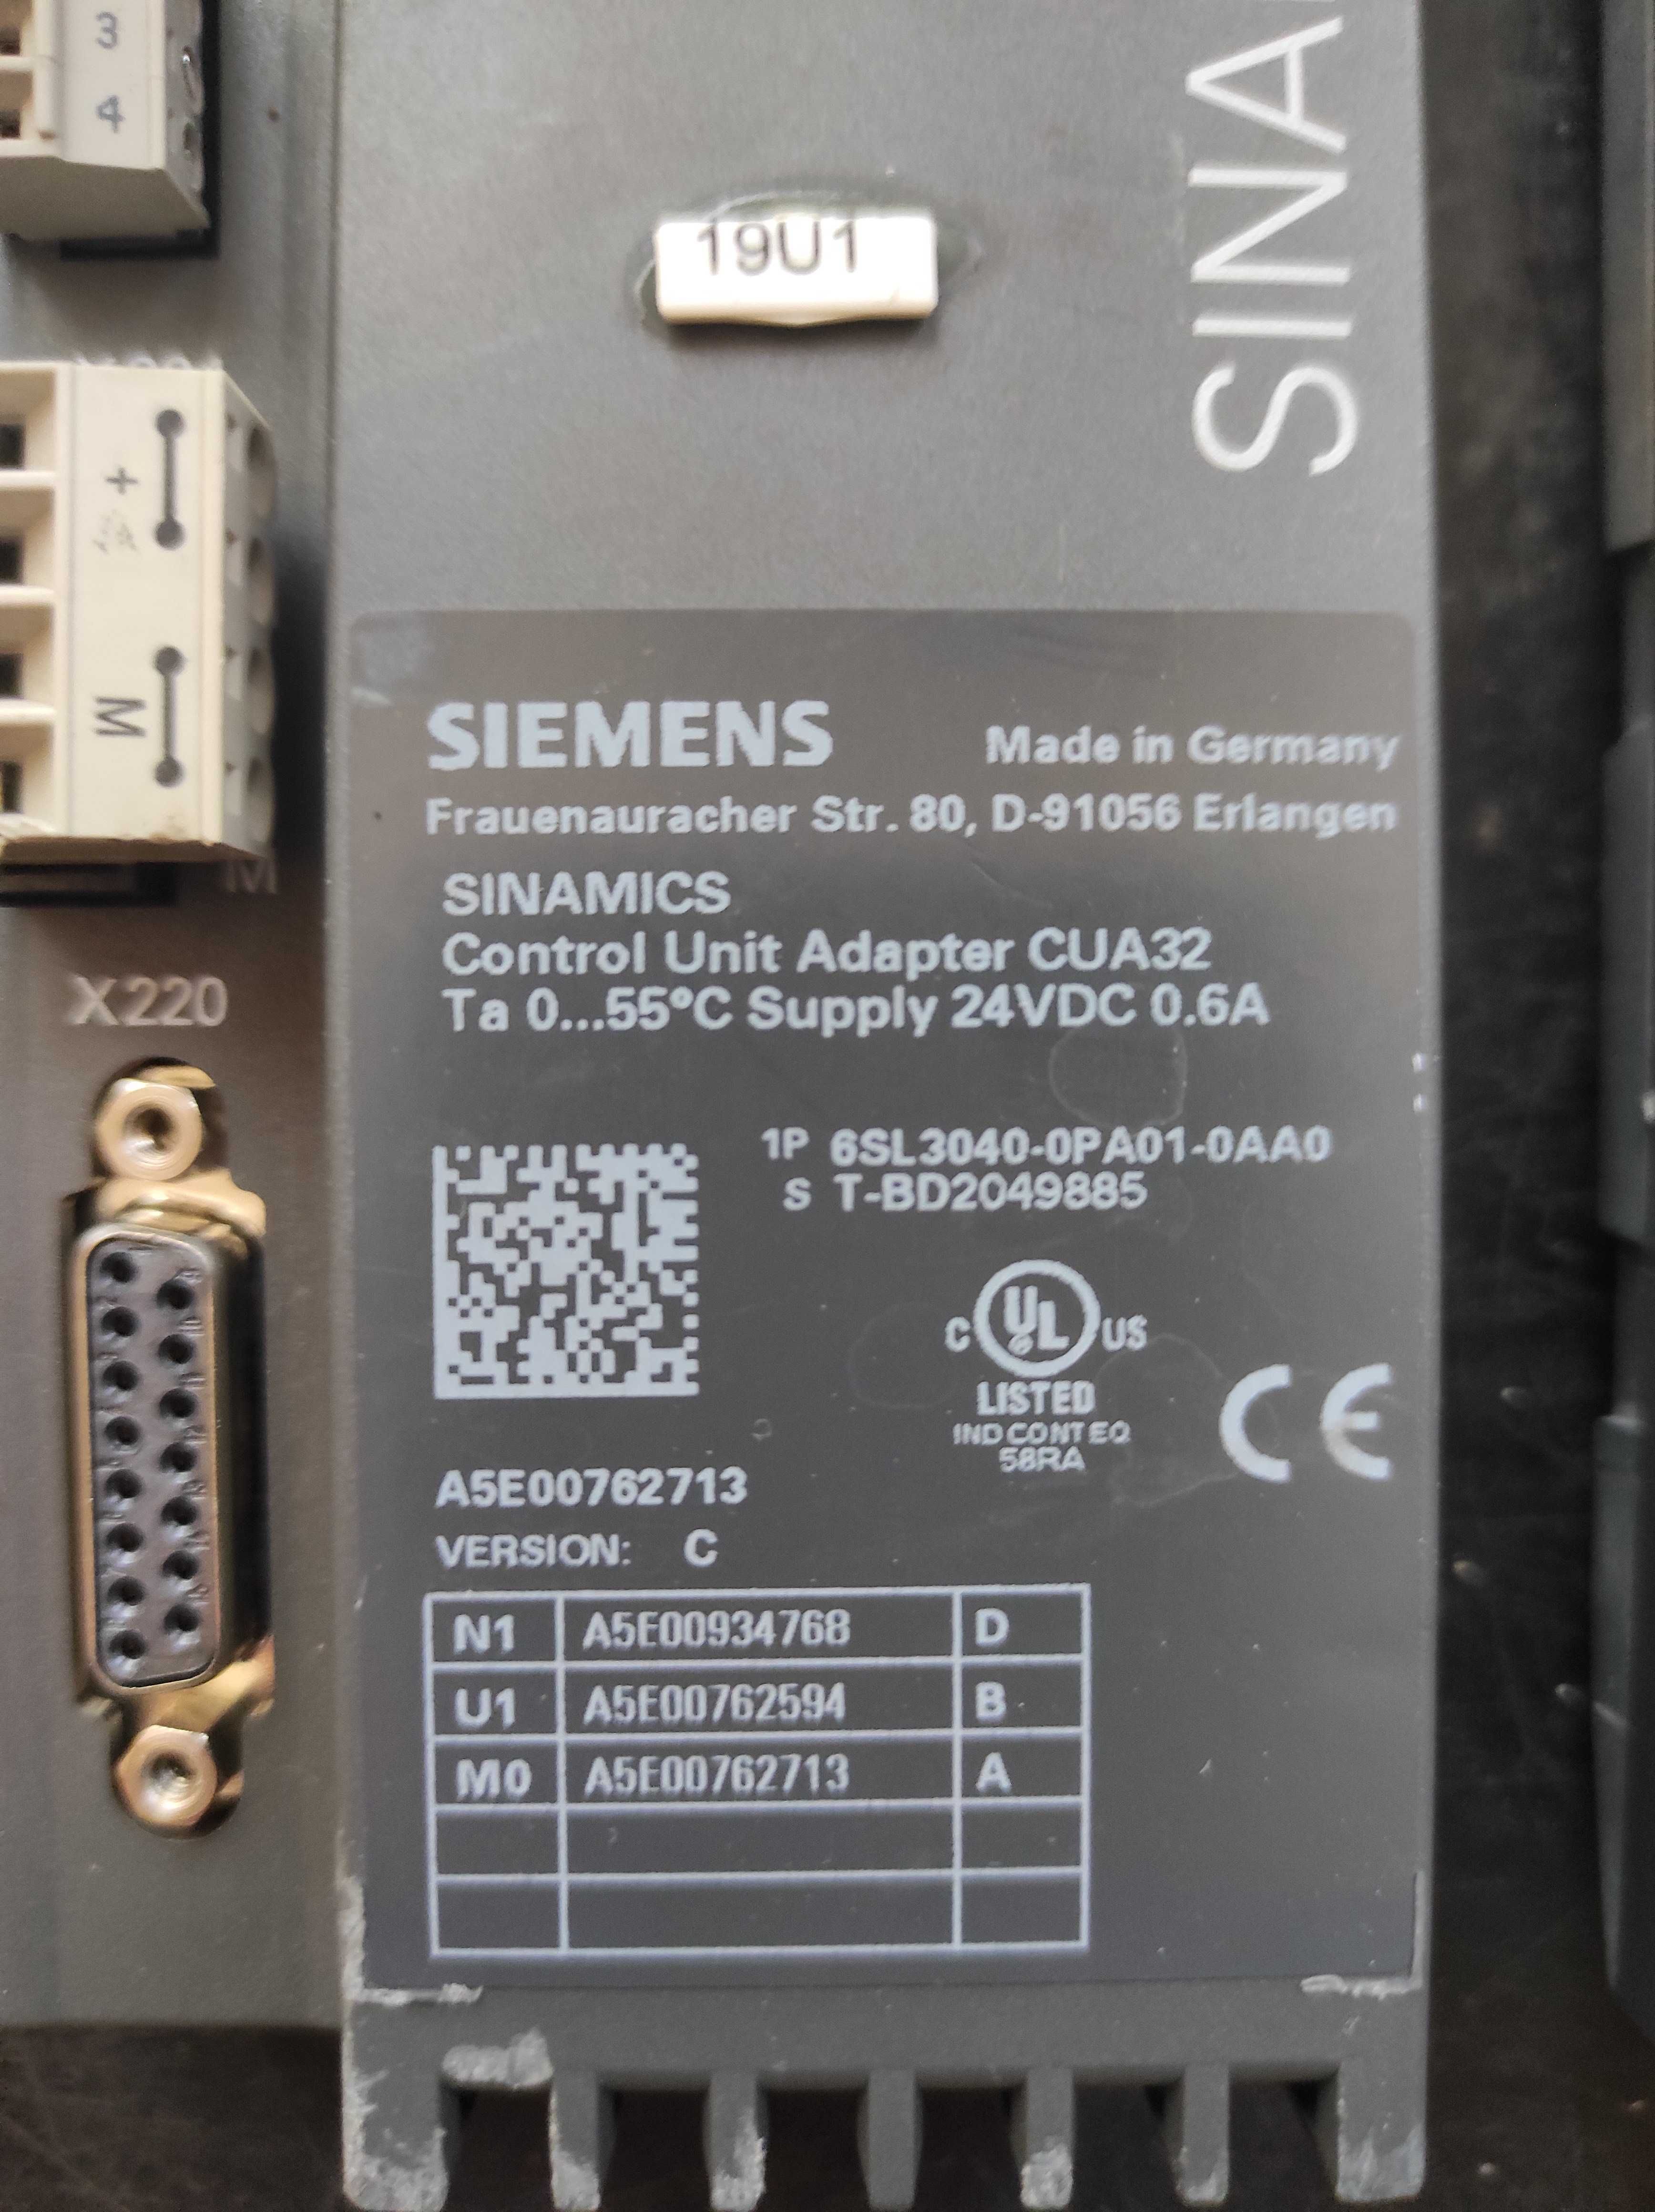 3
4
19U1
SINA
+
M
M
X220
SIEMENS Made in Germany
Frauenauracher Str. 80, D-91056 Erlangen
SINAMICS
Control Unit Adapter CUA32
Ta 0...55°C Supply 24VDC 0.6A
1P 6SL3040-0PA01-0AA0
S T-BD2049885
C UL US
LISTED
IND CONT EQ
58RA
CE
A5E00762713
VERSION: C
N1 A5E00934768 D
U1 A5E00762594 B
M0 A5E00762713 A